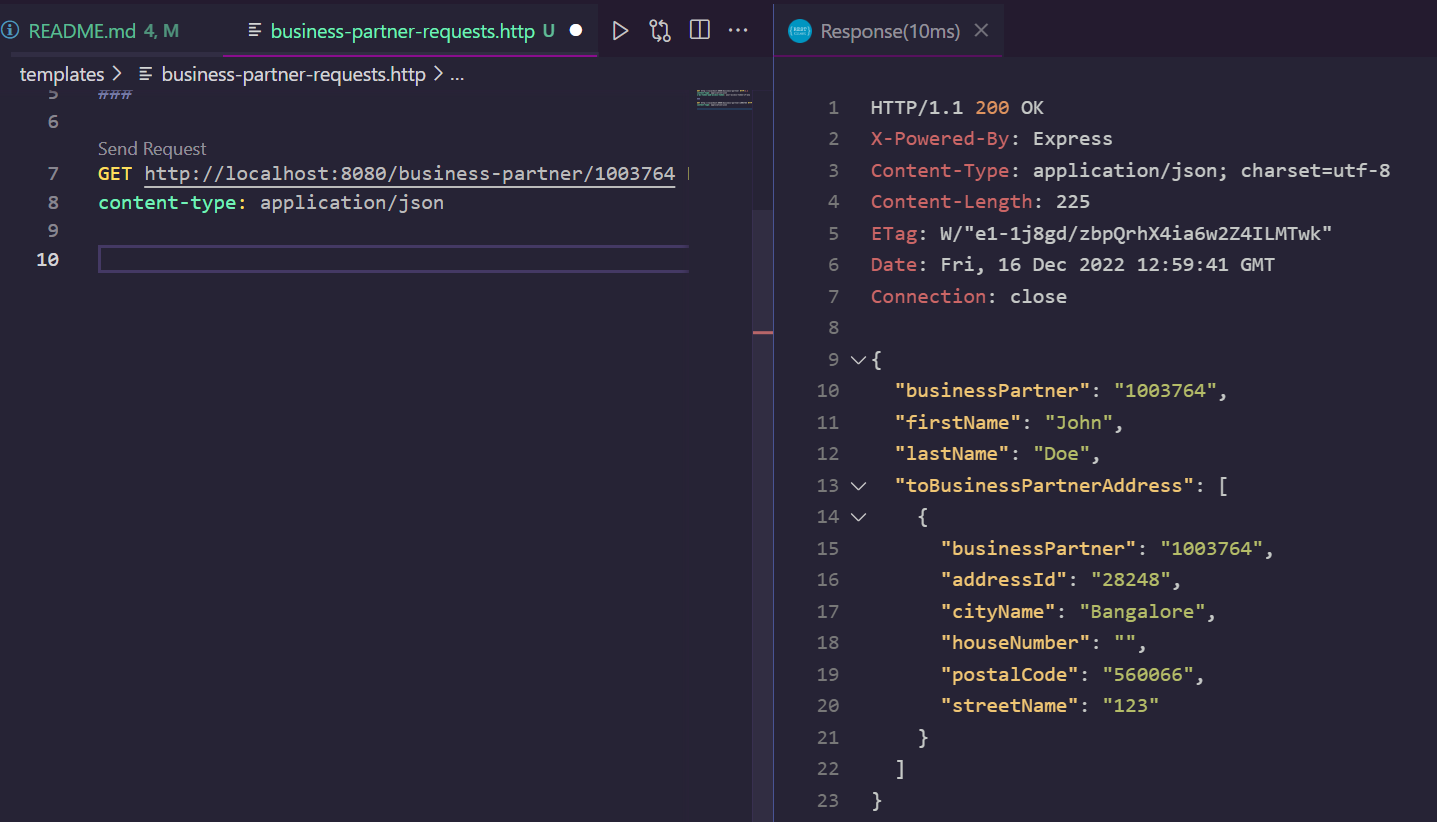 README.md 4, M
business-partner-requests.http U
templates > business-partner-requests.http > ...
5 ###
6
Send Request
7 GET http://localhost:8080/business-partner/1003764
8 content-type: application/json
9
10
Response(10ms)
1 HTTP/1.1 200 OK
2 X-Powered-By: Express
3 Content-Type: application/json; charset=utf-8
4 Content-Length: 225
5 ETag: W/"e1-1j8gd/zbpQrhX4ia6w2Z4ILMTwk"
6 Date: Fri, 16 Dec 2022 12:59:41 GMT
7 Connection: close
8
9 {
10 "businessPartner": "1003764",
11 "firstName": "John",
12 "lastName": "Doe",
13 "toBusinessPartnerAddress": [
14 {
15 "businessPartner": "1003764",
16 "addressId": "28248",
17 "cityName": "Bangalore",
18 "houseNumber": "",
19 "postalCode": "560066",
20 "streetName": "123"
21 }
22 ]
23 }